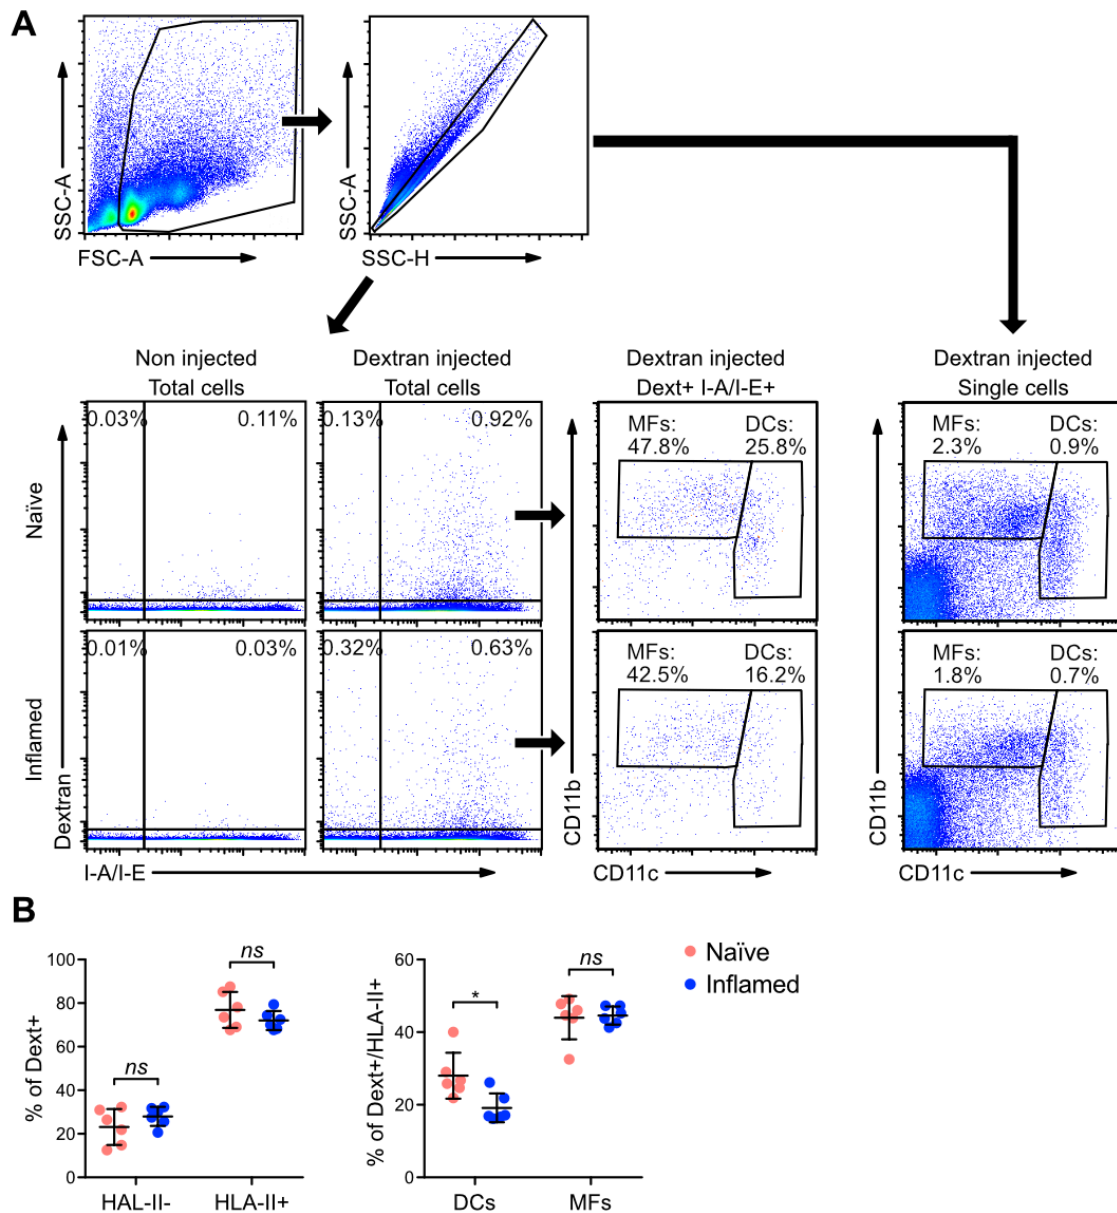 A
SSC-A
FSC-A
SSC-A
SSC-H
Non injected
Total cells
Dextran injected
Total cells
Dextran injected
Dext+ I-A/I-E+
Dextran injected
Single cells
Naïve
0.03%
0.11%
0.13%
0.92%
MFs:
47.8%
DCs:
25.8%
MFs:
2.3%
DCs:
0.9%
Inflamed
0.01%
0.03%
0.32%
0.63%
MFs:
42.5%
DCs:
16.2%
MFs:
1.8%
DCs:
0.7%
Dextran
I-A/I-E
CD11b
CD11c
CD11b
CD11c
B
% of Dext+
100
80
60
40
20
0
ns
ns
HAL-II-
HLA-II+
% of Dext+/HLA-II+
60
40
20
0
*
ns
DCs
MFs
Naïve
Inflamed